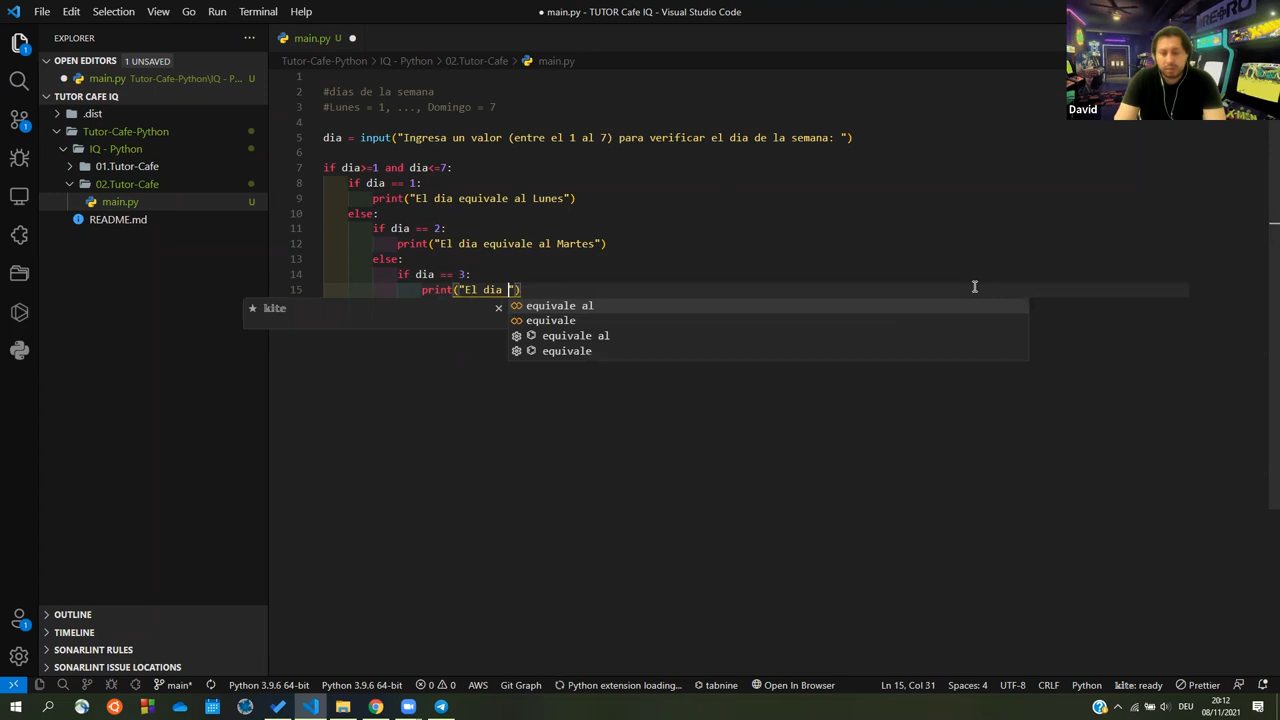 File Edit Selection View Go Run Terminal Help
● main.py - TUTOR Cafe IQ - Visual Studio Code
EXPLORER
OPEN EDITORS 1 UNSAVED
main.py Tutor-Cafe-Python\IQ - P... U
TUTOR CAFE IQ
.dist
Tutor-Cafe-Python
IQ - Python
01.Tutor-Cafe
02.Tutor-Cafe
main.py U
README.md
OUTLINE
TIMELINE
SONARLINT RULES
SONARLINT ISSUE LOCATIONS
main.py U
Tutor-Cafe-Python > IQ - Python > 02.Tutor-Cafe > main.py
1
2 #dias de la semana
3 #Lunes = 1, ..., Domingo = 7
4
5 dia = input("Ingresa un valor (entre el 1 al 7) para verificar el dia de la semana: ")
6
7 if dia>=1 and dia<=7:
8 if dia == 1:
9 print("El dia equivale al Lunes")
10 else:
11 if dia == 2:
12 print("El dia equivale al Martes")
13 else:
14 if dia == 3:
15 print("El dia ")
kite
equivale al
equivale
equivale al
equivale
RETRO
David
1
1
1
main* Python 3.9.6 64-bit Python 3.9.6 64-bit 0 0 AWS Git Graph Python extension loading... tabnine Open In Browser Ln 15, Col 31 Spaces: 4 UTF-8 CRLF Python kite: ready Prettier
DEU 20:12
08/11/2021